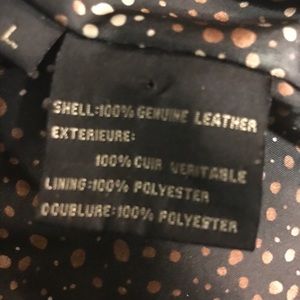 L
SHELL:100% GENUINE LEATHER
EXTERIEURE:
100% CUIR VERITABLE
LINING:100% POLYESTER
DOUBLURE:100% POLYESTER